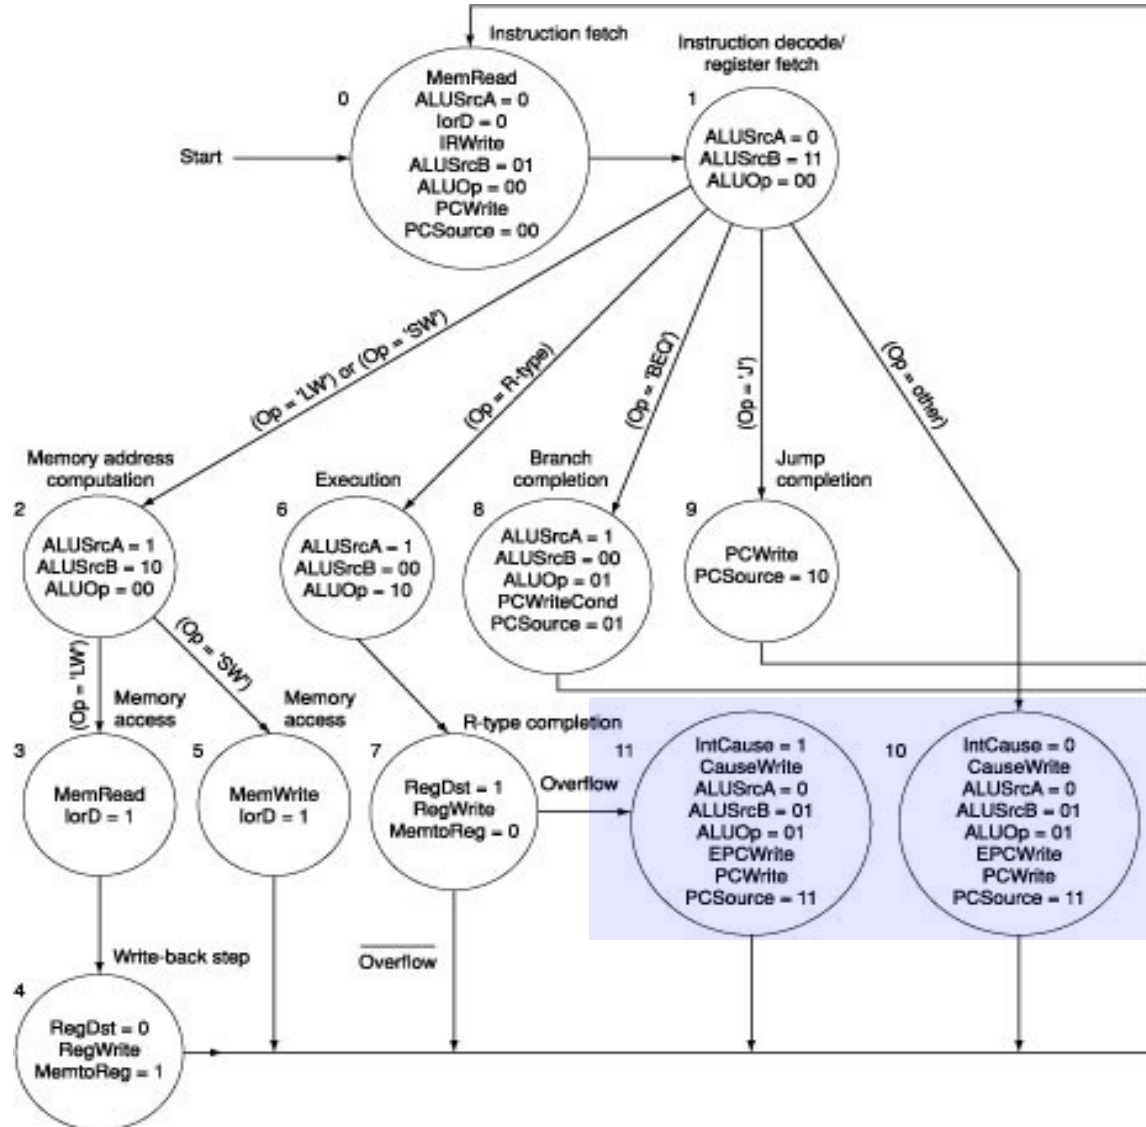 Instruction fetch
Instruction decode/
register fetch
0
MemRead
ALUSrcA = 0
IorD = 0
IRWrite
ALUSrcB = 01
ALUOp = 00
PCWrite
PCSource = 00
1
ALUSrcA = 0
ALUSrcB = 11
ALUOp = 00
Start
(Op = 'LW') or (Op = 'SW')
(Op = R-type)
(Op = 'BEQ')
(Op = 'J')
(Op = other)
Memory address
computation
2
ALUSrcA = 1
ALUSrcB = 10
ALUOp = 00
Execution
6
ALUSrcA = 1
ALUSrcB = 00
ALUOp = 10
Branch
completion
8
ALUSrcA = 1
ALUSrcB = 00
ALUOp = 01
PCWriteCond
PCSource = 01
Jump
completion
9
PCWrite
PCSource = 10
(Op = 'LW')
(Op = 'SW')
Memory
access
3
MemRead
IorD = 1
Memory
access
5
MemWrite
IorD = 1
R-type completion
7
RegDst = 1
RegWrite
MemtoReg = 0
Overflow
11
IntCause = 1
CauseWrite
ALUSrcA = 0
ALUSrcB = 01
ALUOp = 01
EPCWrite
PCWrite
PCSource = 11
10
IntCause = 0
CauseWrite
ALUSrcA = 0
ALUSrcB = 01
ALUOp = 01
EPCWrite
PCWrite
PCSource = 11
Write-back step
Overflow
4
RegDst = 0
RegWrite
MemtoReg = 1